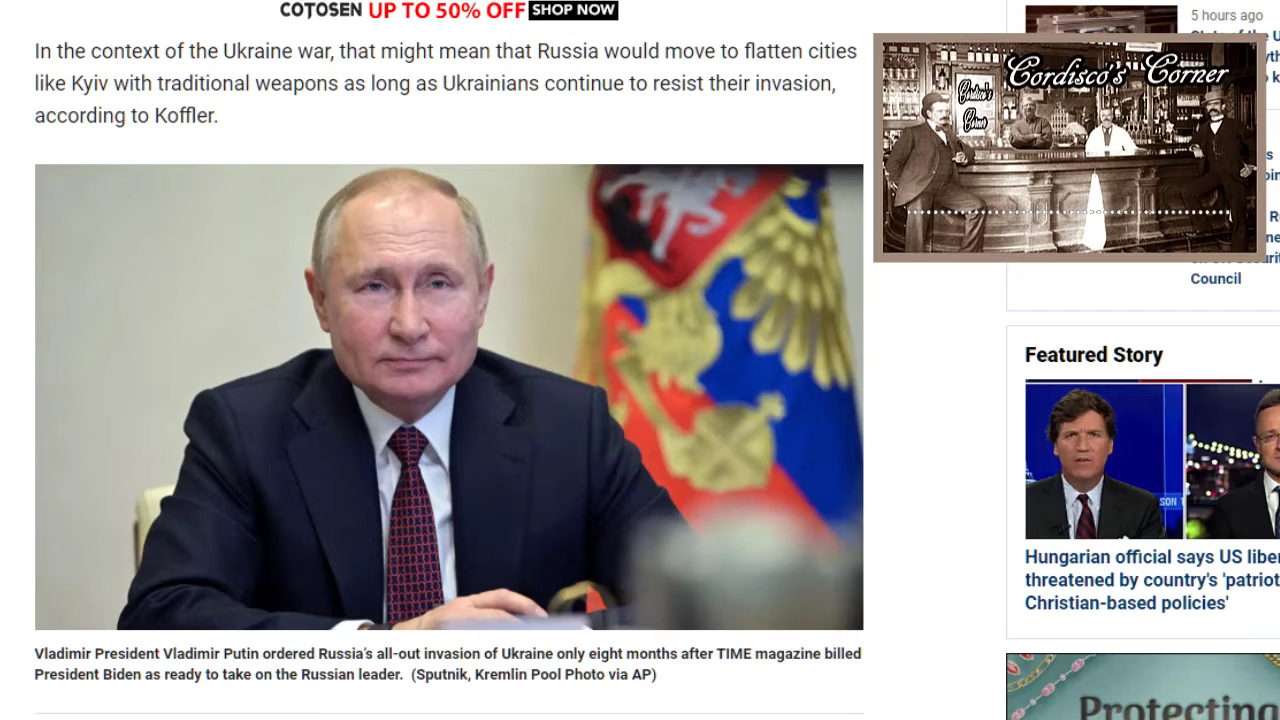 COTOSEN UP TO 50% OFF SHOP NOW
In the context of the Ukraine war, that might mean that Russia would move to flatten cities
like Kyiv with traditional weapons as long as Ukrainians continue to resist their invasion,
according to Koffler.
Vladimir President Vladimir Putin ordered Russia's all-out invasion of Ukraine only eight months after TIME magazine billed
President Biden as ready to take on the Russian leader. (Sputnik, Kremlin Pool Photo via AP)
5 hours ago
Cordisco's Corner
Cordisco's
Corner
Council
Featured Story
SON
Hungarian official says US
threatened by country's
Christian-based policies'
Protecting